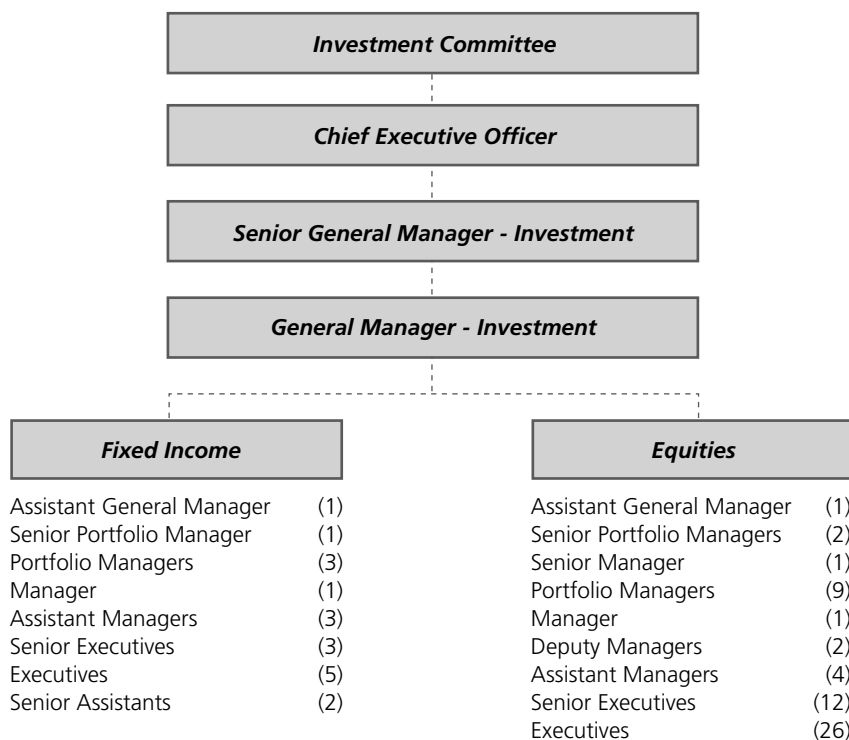 Investment Committee
Chief Executive Officer
Senior General Manager - Investment
General Manager - Investment
Fixed Income
Assistant General Manager (1)
Senior Portfolio Manager (1)
Portfolio Managers (3)
Manager (1)
Assistant Managers (3)
Senior Executives (3)
Executives (5)
Senior Assistants (2)
Equities
Assistant General Manager (1)
Senior Portfolio Managers (2)
Senior Manager (1)
Portfolio Managers (9)
Manager (1)
Deputy Managers (2)
Assistant Managers (4)
Senior Executives (12)
Executives (26)